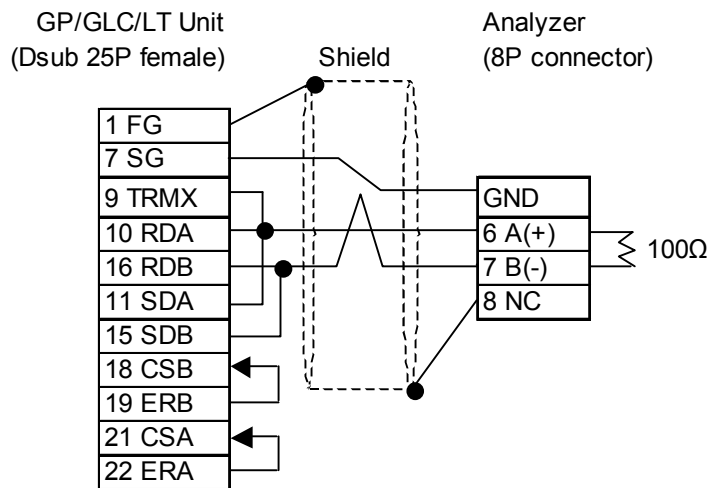 GP/GLC/LT Unit
(Dsub 25P female)
Shield
Analyzer
(8P connector)
1 FG
7 SG
9 TRMX
10 RDA
16 RDB
11 SDA
15 SDB
18 CSB
19 ERB
21 CSA
22 ERA
GND
6 A(+)
7 B(-)
8 NC
100Ω